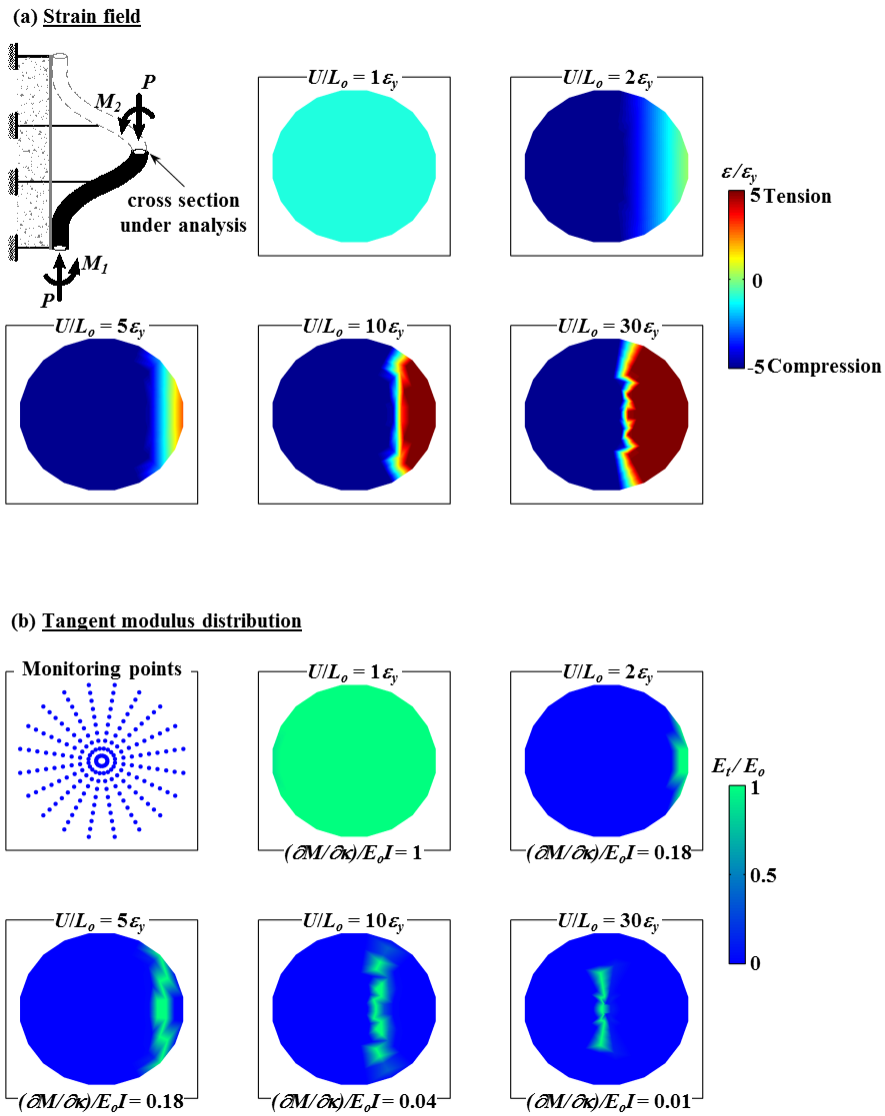 (a) Strain field
P
M2
cross section
under analysis
M1
P
U/Lo = 1εy
U/Lo = 2εy
ε/εy
5 Tension
0
-5 Compression
U/Lo = 5εy
U/Lo = 10εy
U/Lo = 30εy
(b) Tangent modulus distribution
Monitoring points
U/Lo = 1εy
(∂M/∂κ)/EoI = 1
U/Lo = 2εy
(∂M/∂κ)/EoI = 0.18
Et/Eo
1
0.5
0
U/Lo = 5εy
(∂M/∂κ)/EoI = 0.18
U/Lo = 10εy
(∂M/∂κ)/EoI = 0.04
U/Lo = 30εy
(∂M/∂κ)/EoI = 0.01